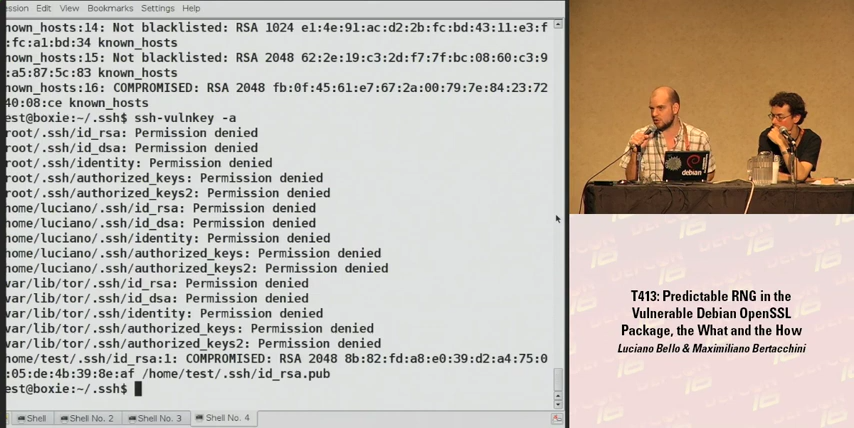 ession Edit View Bookmarks Settings Help
nown_hosts:14: Not blacklisted: RSA 1024 e1:4e:91:ac:d2:2b:fc:bd:43:11:e3:f
:fc:a1:bd:34 known_hosts
nown_hosts:15: Not blacklisted: RSA 2048 62:2e:19:c3:2d:f7:7f:bc:08:60:c3:9
:a5:87:5c:83 known_hosts
nown_hosts:16: COMPROMISED: RSA 2048 fb:0f:45:61:e7:67:2a:00:79:7e:84:23:72
40:08:ce known_hosts
est@boxie:~/.ssh$ ssh-vulnkey -a
root/.ssh/id_rsa: Permission denied
root/.ssh/id_dsa: Permission denied
root/.ssh/identity: Permission denied
root/.ssh/authorized_keys: Permission denied
root/.ssh/authorized_keys2: Permission denied
home/luciano/.ssh/id_rsa: Permission denied
home/luciano/.ssh/id_dsa: Permission denied
home/luciano/.ssh/identity: Permission denied
home/luciano/.ssh/authorized_keys: Permission denied
home/luciano/.ssh/authorized_keys2: Permission denied
var/lib/tor/.ssh/id_rsa: Permission denied
var/lib/tor/.ssh/id_dsa: Permission denied
var/lib/tor/.ssh/identity: Permission denied
var/lib/tor/.ssh/authorized_keys: Permission denied
var/lib/tor/.ssh/authorized_keys2: Permission denied
home/test/.ssh/id_rsa:1: COMPROMISED: RSA 2048 8b:82:fd:a8:e0:39:d2:a4:75:0
:05:de:4b:39:8e:af /home/test/.ssh/id_rsa.pub
est@boxie:~/.ssh$
Shell Shell No. 2 Shell No. 3 Shell No. 4
debian
T413: Predictable RNG in the
Vulnerable Debian OpenSSL
Package, the What and the How
Luciano Bello & Maximiliano Bertacchini